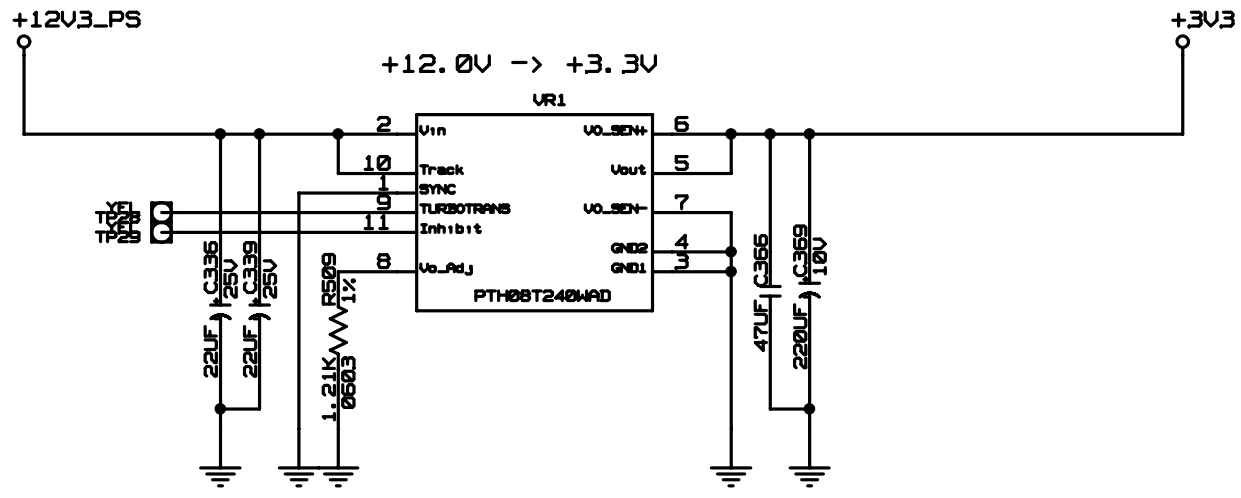 +12V3_PS
+3V3
+12.0V -> +3.3V
VR1
2
Vin
VO_SEN+
6
10
Track
Vout
5
1
SYNC
9
TURBOTRANS
VO_SEN-
7
11
Inhibit
GND2
4
8
Vo_Adj
GND1
3
PTH08T240WAD
YEL
TP28
YEL
TP29
C336
25V
22UF
C339
25V
22UF
R509
1%
1.21K
0603
C366
47UF
C369
10V
220UF